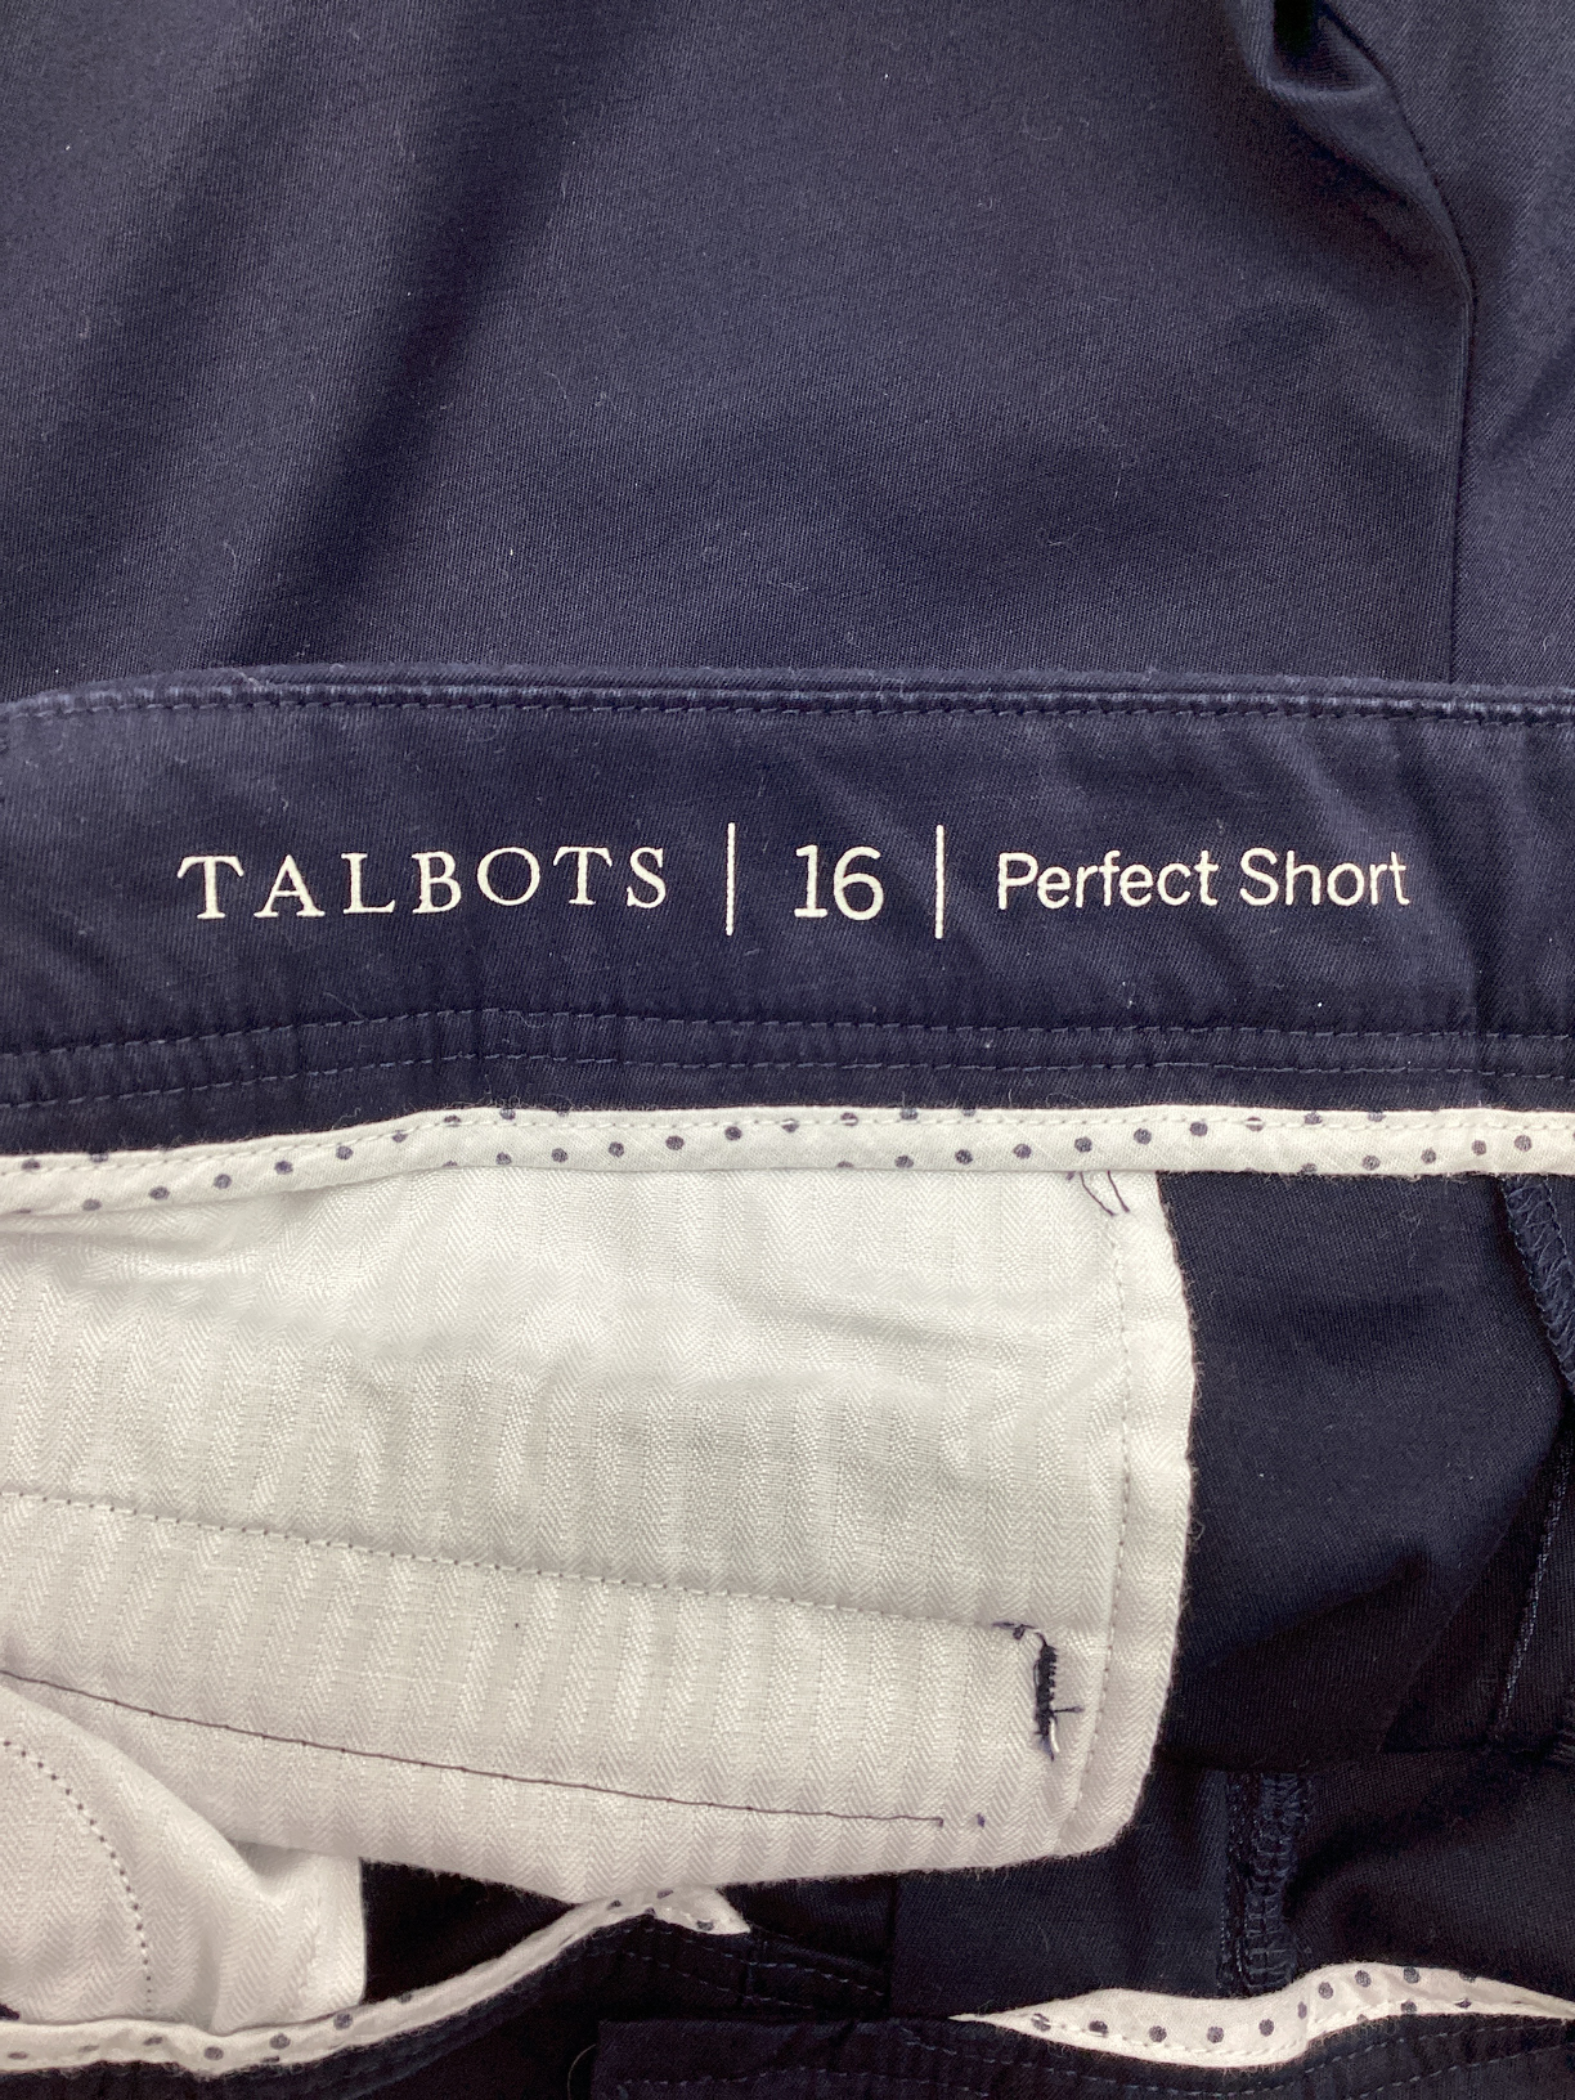 TALBOTS | 16 | Perfect Short